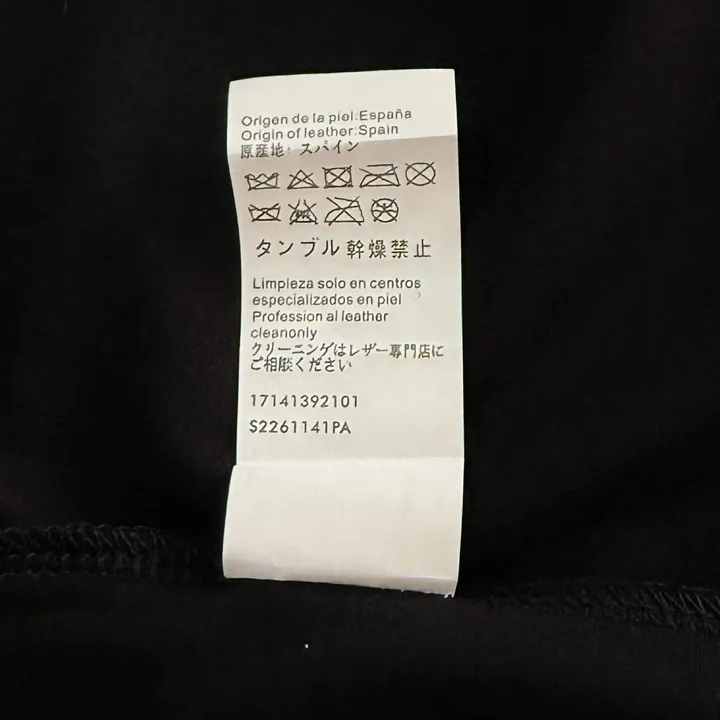 Origen de la piel:España
Origin of leather:Spain
原産地: スパイン
タンブル 幹燥禁止
Limpieza solo en centros
especializados en piel
Profession al leather
cleanonly
クリーニングはレザー専門店に
ご相談ください
17141392101
S2261141PA